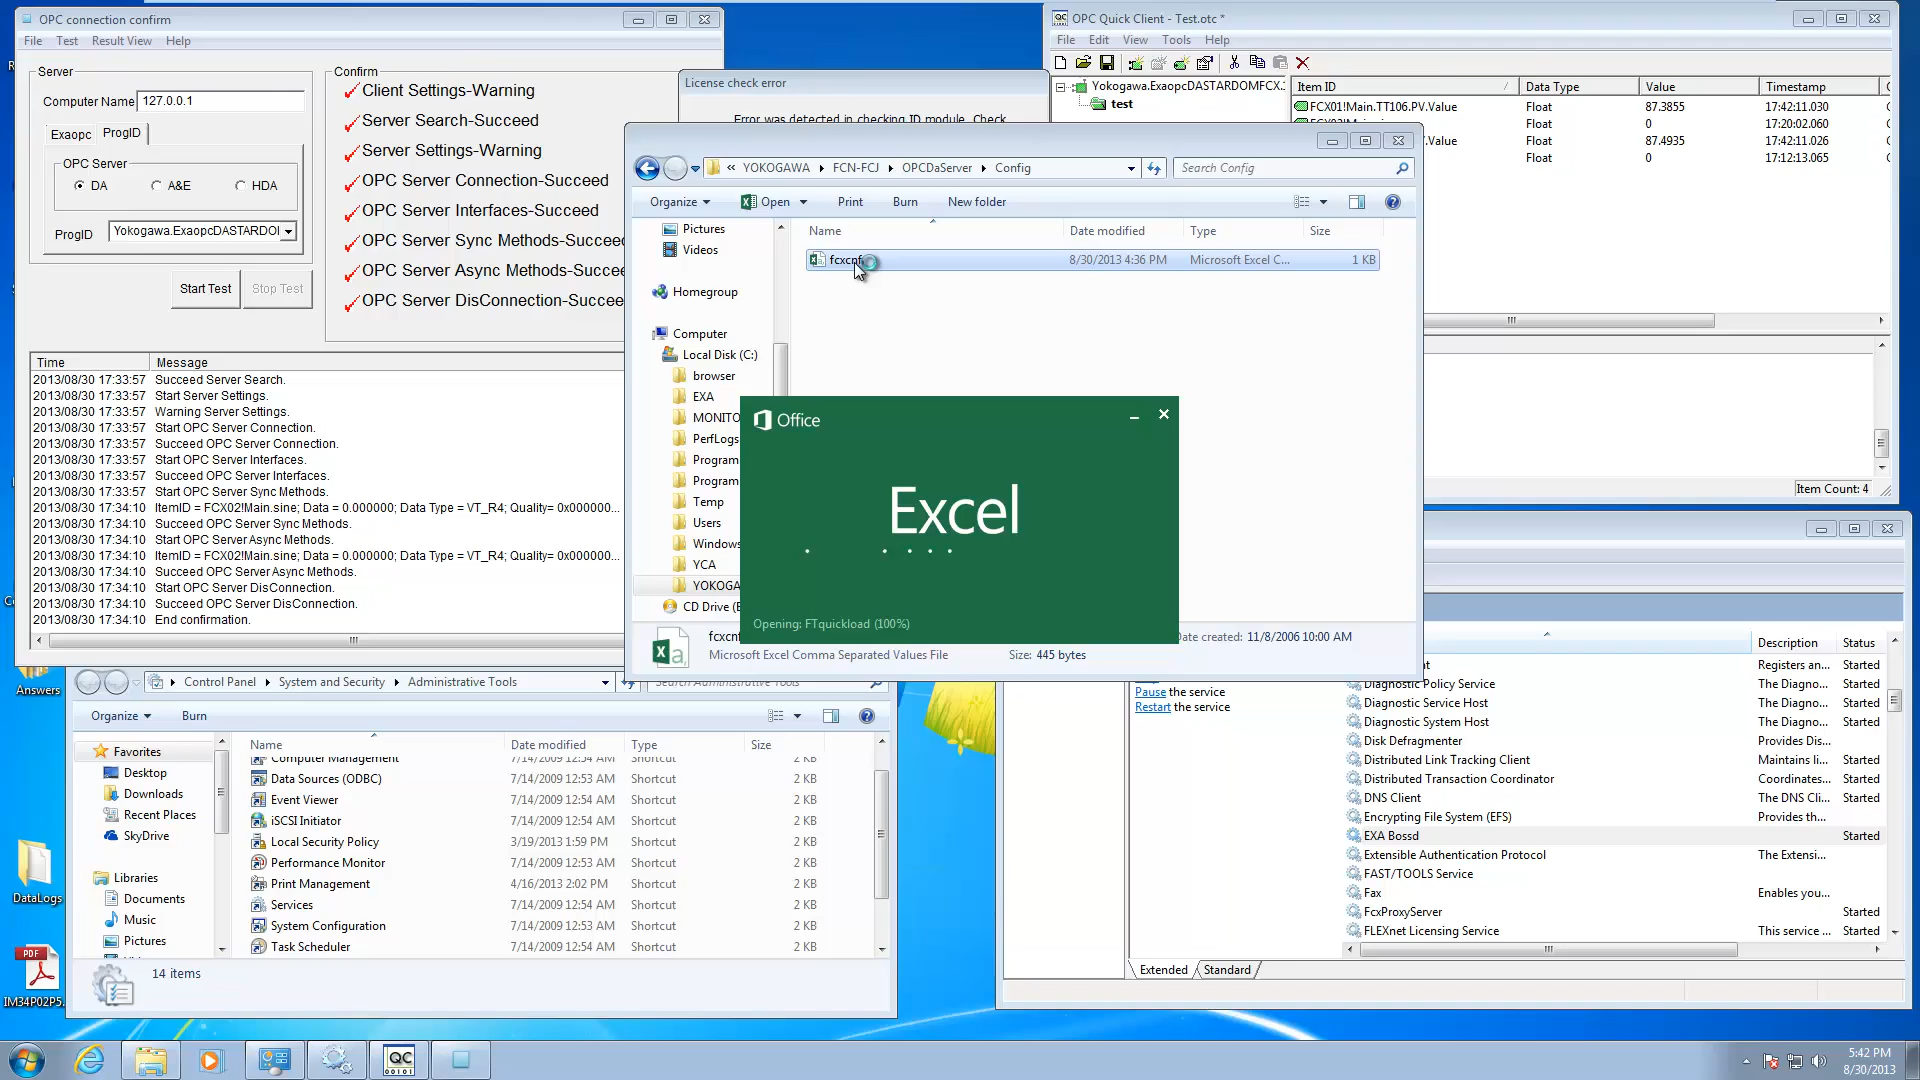 OPC connection confirm
File Test Result View Help
Server
Computer Name 127.0.0.1
Exaopc ProgID
OPC Server
DA A&E HDA
ProgID Yokogawa.ExaopcDASTARDOI
Start Test Stop Test
Confirm
Client Settings-Warning
Server Search-Succeed
Server Settings-Warning
OPC Server Connection-Succeed
OPC Server Interfaces-Succeed
OPC Server Sync Methods-Succeed
OPC Server Async Methods-Succee
OPC Server DisConnection-Succee
Time Message
2013/08/30 17:33:57 Succeed Server Search.
2013/08/30 17:33:57 Start Server Settings.
2013/08/30 17:33:57 Warning Server Settings.
2013/08/30 17:33:57 Start OPC Server Connection.
2013/08/30 17:33:57 Succeed OPC Server Connection.
2013/08/30 17:33:57 Start OPC Server Interfaces.
2013/08/30 17:33:57 Succeed OPC Server Interfaces.
2013/08/30 17:33:57 Start OPC Server Sync Methods.
2013/08/30 17:34:10 ItemID = FCX02!Main.sine; Data = 0.000000; Data Type = VT_R4; Quality= 0x000000...
2013/08/30 17:34:10 Succeed OPC Server Sync Methods.
2013/08/30 17:34:10 Start OPC Server Async Methods.
2013/08/30 17:34:10 ItemID = FCX02!Main.sine; Data = 0.000000; Data Type = VT_R4; Quality= 0x000000...
2013/08/30 17:34:10 Succeed OPC Server Async Methods.
2013/08/30 17:34:10 Start OPC Server DisConnection.
2013/08/30 17:34:10 Succeed OPC Server DisConnection.
2013/08/30 17:34:10 End confirmation.
License check error
Error was detected in checking ID module. Check
OPC Quick Client - Test.otc *
File Edit View Tools Help
Yokogawa.ExaopcDASTARDOMFCX.
test
Item ID Data Type Value Timestamp
FCX01!Main.TT106.PV.Value Float 87.3855 17:42:11.030
Float 0 17:20:02.060
V.Value Float 87.4935 17:42:11.026
Float 0 17:12:13.065
Item Count: 4
« YOKOGAWA FCN-FCJ OPCDaServer Config
Search Config
Organize Open Print Burn New folder
Name Date modified Type Size
fcxcnf 8/30/2013 4:36 PM Microsoft Excel C... 1 KB
Pictures
Videos
Homegroup
Computer
Local Disk (C:)
browser
EXA
MONITO
PerfLogs
Program
Program
Temp
Users
Windows
YCA
YOKOGA
CD Drive (
Office
Excel
Opening: FTquickload (100%)
fcxcnf
Date created: 11/8/2006 10:00 AM
Microsoft Excel Comma Separated Values File Size: 445 bytes
Control Panel System and Security Administrative Tools
Search Administrative Tools
Organize Burn
Favorites
Desktop
Downloads
Recent Places
SkyDrive
Libraries
Documents
Music
Pictures
Name Date modified Type Size
Computer Management 7/14/2009 12:54 AM Shortcut 2 KB
Data Sources (ODBC) 7/14/2009 12:53 AM Shortcut 2 KB
Event Viewer 7/14/2009 12:54 AM Shortcut 2 KB
iSCSI Initiator 7/14/2009 12:54 AM Shortcut 2 KB
Local Security Policy 3/19/2013 1:59 PM Shortcut 2 KB
Performance Monitor 7/14/2009 12:53 AM Shortcut 2 KB
Print Management 4/16/2013 2:02 PM Shortcut 2 KB
Services 7/14/2009 12:54 AM Shortcut 2 KB
System Configuration 7/14/2009 12:53 AM Shortcut 2 KB
Task Scheduler 7/14/2009 12:54 AM Shortcut 2 KB
14 items
Pause the service
Restart the service
Description Status
Registers an... Started
Diagnostic Policy Service The Diagno... Started
Diagnostic Service Host The Diagno... Started
Diagnostic System Host The Diagno... Started
Disk Defragmenter Provides Dis...
Distributed Link Tracking Client Maintains li... Started
Distributed Transaction Coordinator Coordinates... Started
DNS Client The DNS Cli... Started
Encrypting File System (EFS) Provides th...
EXA Bossd Started
Extensible Authentication Protocol The Extensi...
FAST/TOOLS Service
Fax Enables you...
FcxProxyServer Started
FLEXnet Licensing Service This service ... Started
Extended Standard
Answers
DataLogs
PDF
IM34P02P5.
QC
5:42 PM
8/30/2013